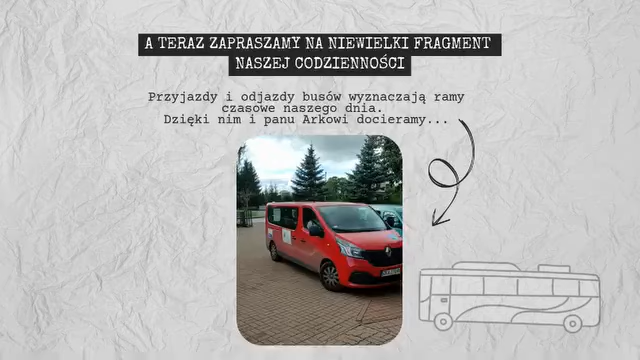 A TERAZ ZAPRASZAMY NA NIEWIELKI FRAGMENT
NASZEJ CODZIENNOŚCI
Przyjazdy i odjazdy busów wyznaczają ramy
czasowe naszego dnia.
Dzięki nim i panu Arkowi docieramy...